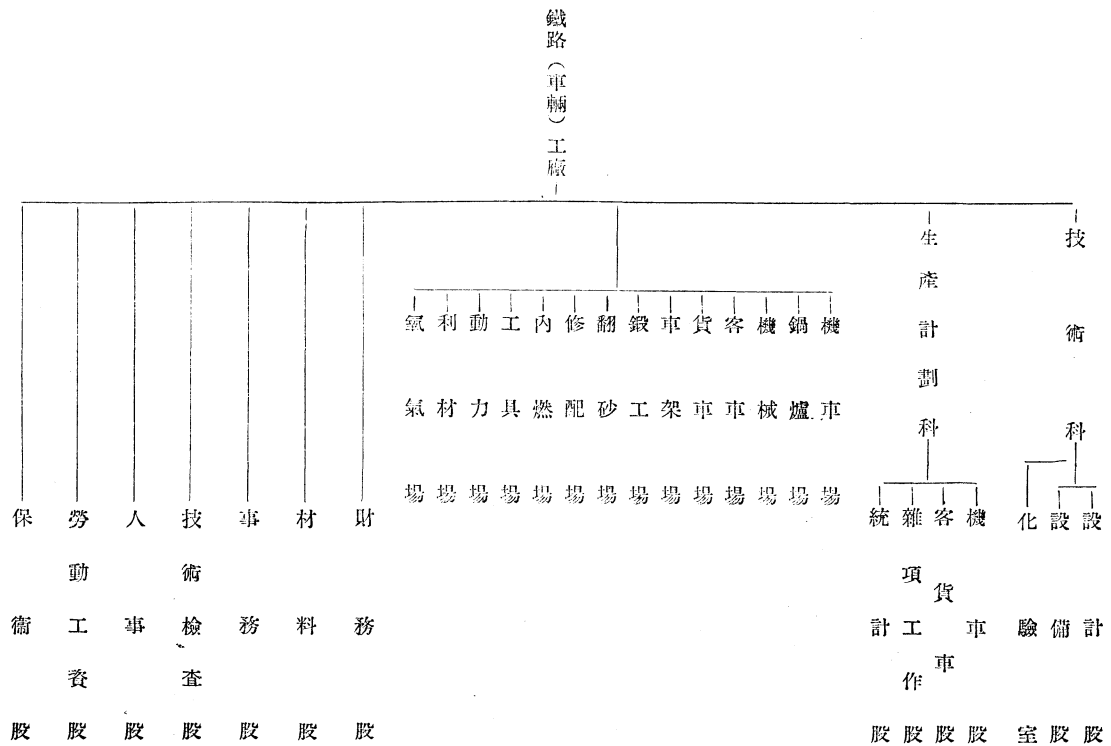 鐵路（車輛）工廠
技術科
設計股
設備股
化驗室
生產計劃科
機車股
客貨車股
雜項工作股
統計股
機車場
鍋爐場
機械場
客車場
貨車場
車架場
鍛工場
翻砂場
修配場
內燃場
工具場
動力場
利材場
氧氣場
財務股
材料股
事務股
技術檢查股
人事股
勞動工資股
保衞股